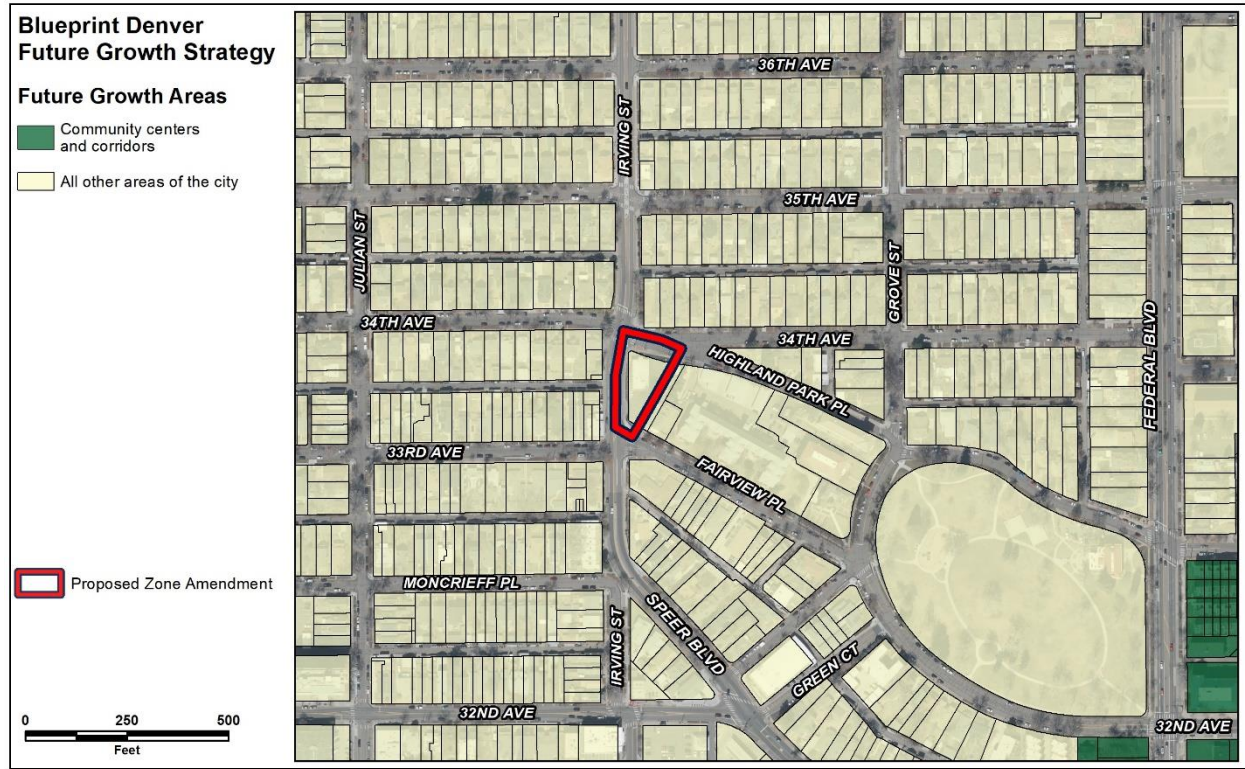 Blueprint Denver
Future Growth Strategy
Future Growth Areas
Community centers
and corridors
All other areas of the city
Proposed Zone Amendment
0 250 500
Feet
36TH AVE
IRVING ST
35TH AVE
JULIAN ST
GROVE ST
34TH AVE
34TH AVE
HIGHLAND PARK PL
FEDERAL BLVD
33RD AVE
FAIRVIEW PL
MONCRIEFF PL
SPEER BLVD
IRVING ST
GREEN CT
32ND AVE
32ND AVE